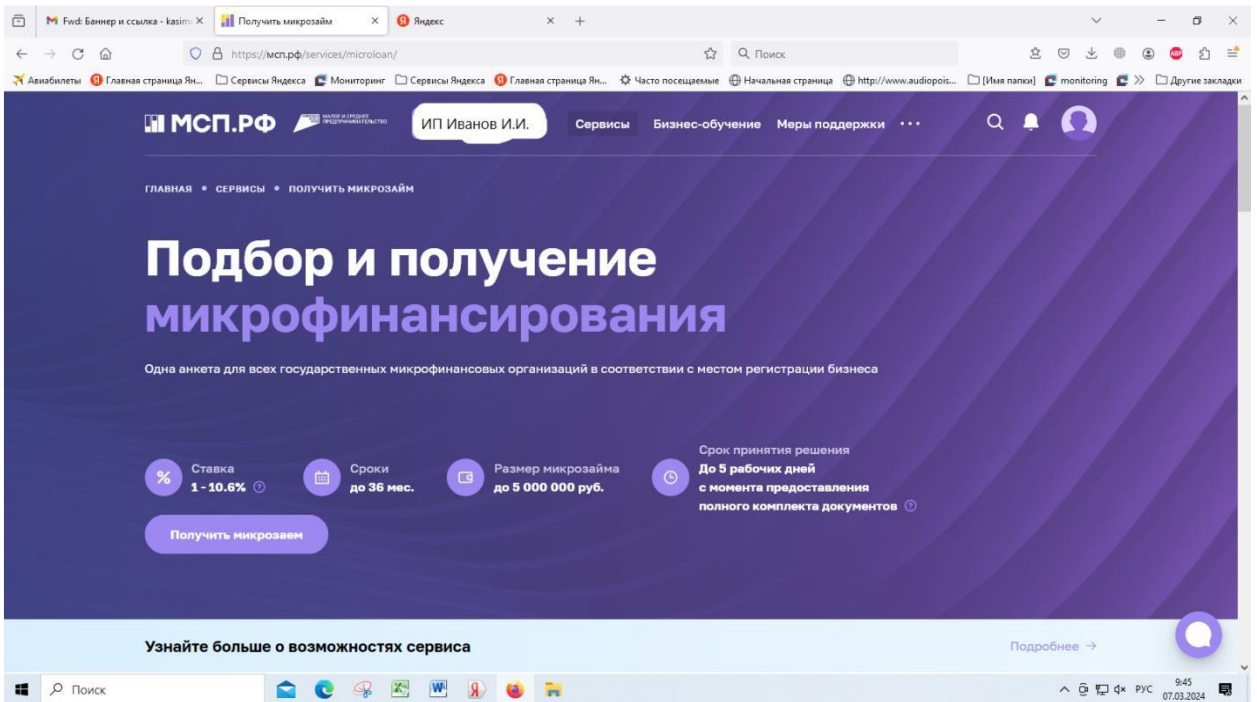 Fwd: Баннер и ссылка - kasim
Получить микрозайм
Яндекс
https://мсп.рф/services/microloan/
Поиск
Авиабилеты Главная страница Ян... Сервисы Яндекса Мониторинг Сервисы Яндекса Главная страница Ян... Часто посещаемые Начальная страница http://www.audiopois... [Имя папки] monitoring Другие закладки
МСП.РФ МАЛОЕ И СРЕДНЕЕ ПРЕДПРИНИМАТЕЛЬСТВО ИП Иванов И.И. Сервисы Бизнес-обучение Меры поддержки ...
ГЛАВНАЯ • СЕРВИСЫ • ПОЛУЧИТЬ МИКРОЗАЙМ
Подбор и получение
микрофинансирования
Одна анкета для всех государственных микрофинансовых организаций в соответствии с местом регистрации бизнеса
Ставка
1 - 10.6%
Сроки
до 36 мес.
Размер микрозайма
до 5 000 000 руб.
Срок принятия решения
До 5 рабочих дней
с момента предоставления
полного комплекта документов
Получить микрозаем
Узнайте больше о возможностях сервиса
Подробнее →
Поиск
РУС
9:45
07.03.2024